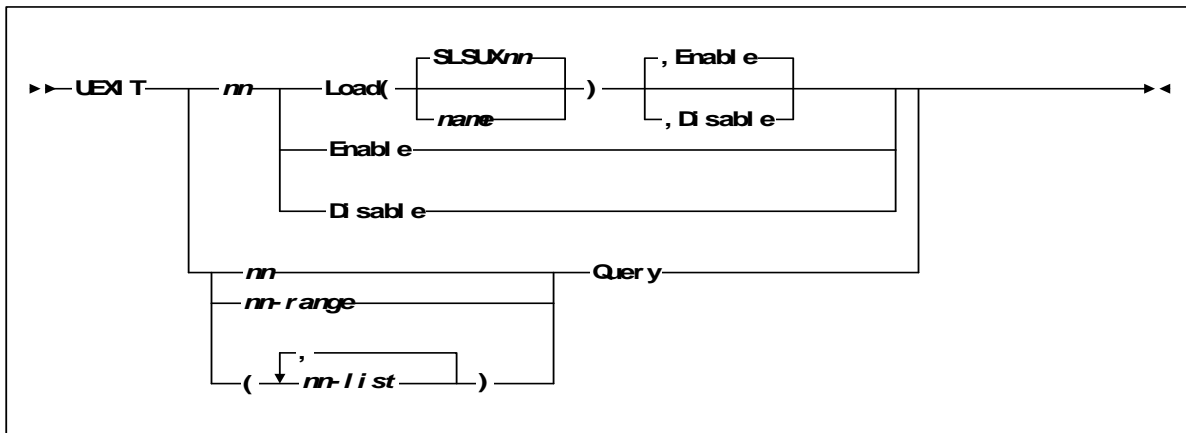 SLSUXnn , Enable
UEXIT nn Load( )
name , Disable
Enable
Disable
nn Query
nn-range
,
( nn-list )